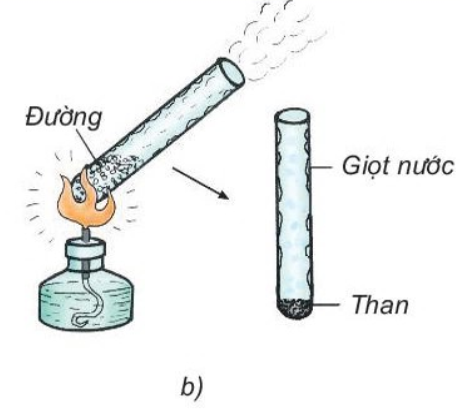 Đường
Giọt nước
Than
b)